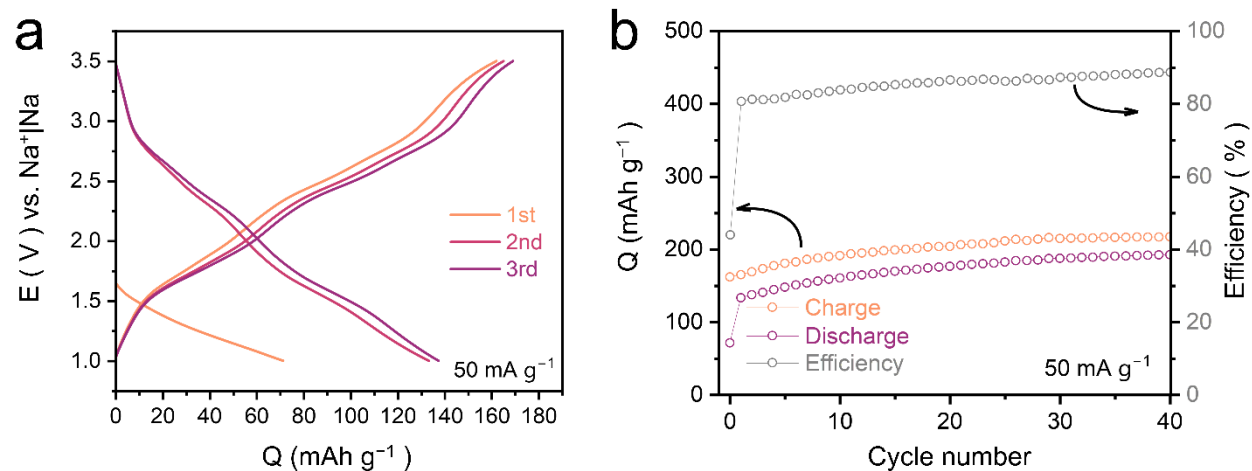 a
3.5
3.0
2.5
2.0
1.5
1.0
E ( V ) vs. Na⁺|Na
1st
2nd
3rd
50 mA g⁻¹
0 20 40 60 80 100 120 140 160 180
Q (mAh g⁻¹)
b
500
400
300
200
100
0
Q (mAh g⁻¹)
Charge
Discharge
Efficiency
50 mA g⁻¹
100
80
60
40
20
0
Efficiency ( % )
0 10 20 30 40
Cycle number